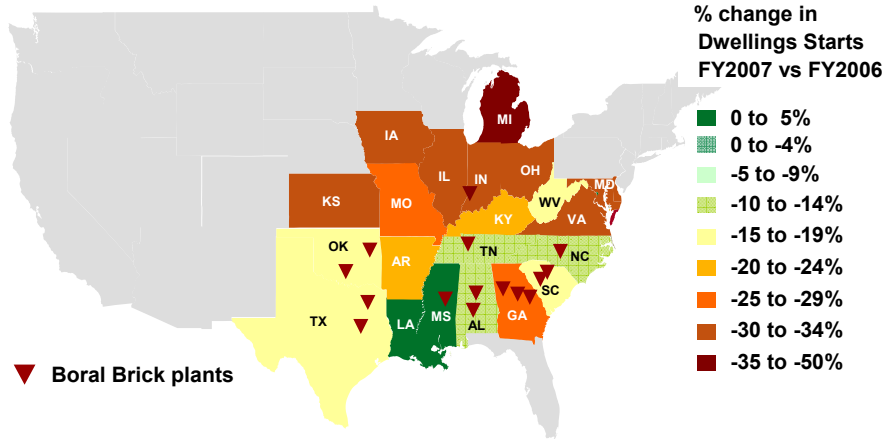 % change in
Dwellings Starts
FY2007 vs FY2006
0 to 5%
0 to -4%
-5 to -9%
-10 to -14%
-15 to -19%
-20 to -24%
-25 to -29%
-30 to -34%
-35 to -50%
MI
IA
IL
IN
OH
MD
KS
MO
WV
KY
VA
OK
TN
NC
AR
SC
TX
LA
MS
AL
GA
Boral Brick plants